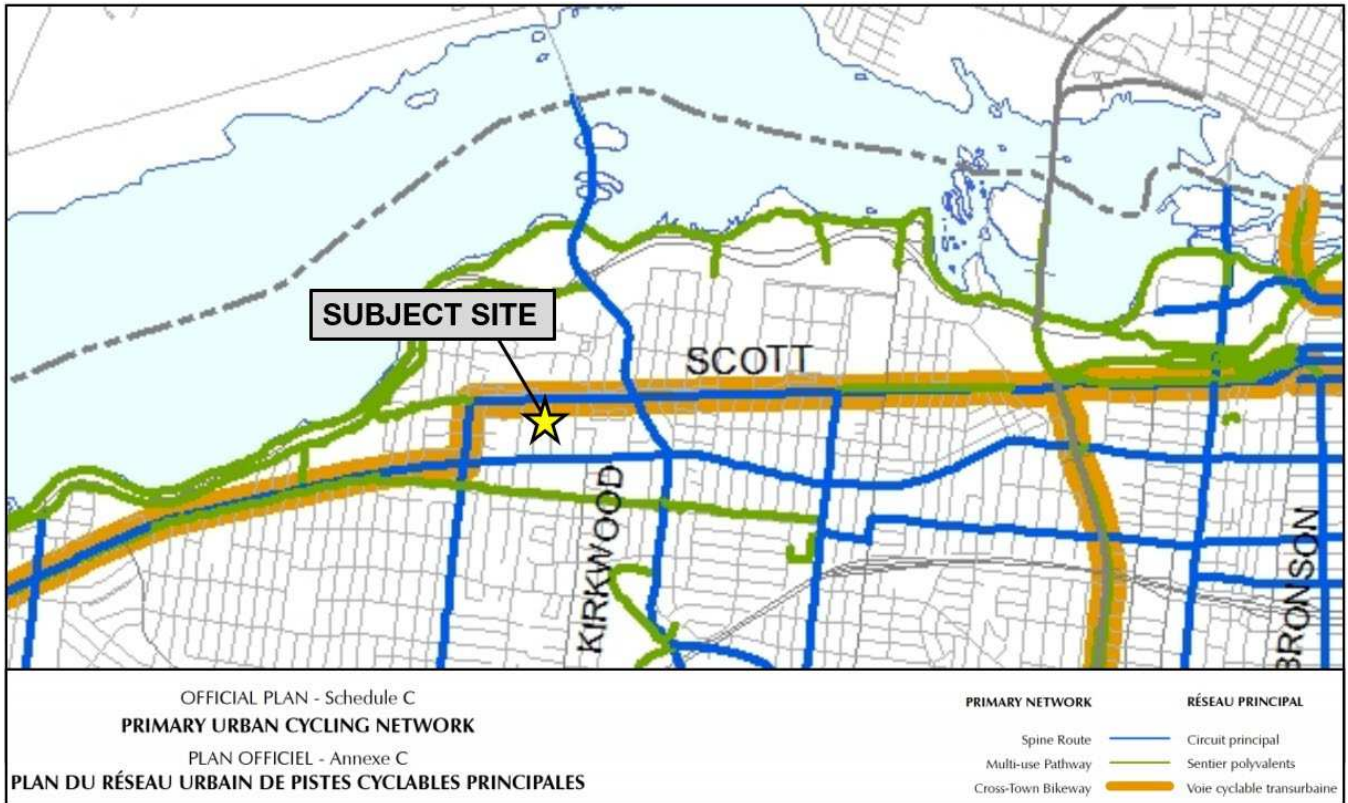 SUBJECT SITE
SCOTT
KIRKWOOD
BRONSON
OFFICIAL PLAN - Schedule C
PRIMARY URBAN CYCLING NETWORK
PLAN OFFICIEL - Annexe C
PLAN DU RÉSEAU URBAIN DE PISTES CYCLABLES PRINCIPALES
PRIMARY NETWORK RÉSEAU PRINCIPAL
Spine Route Circuit principal
Multi-use Pathway Sentier polyvalents
Cross-Town Bikeway Voie cyclable transurbaine